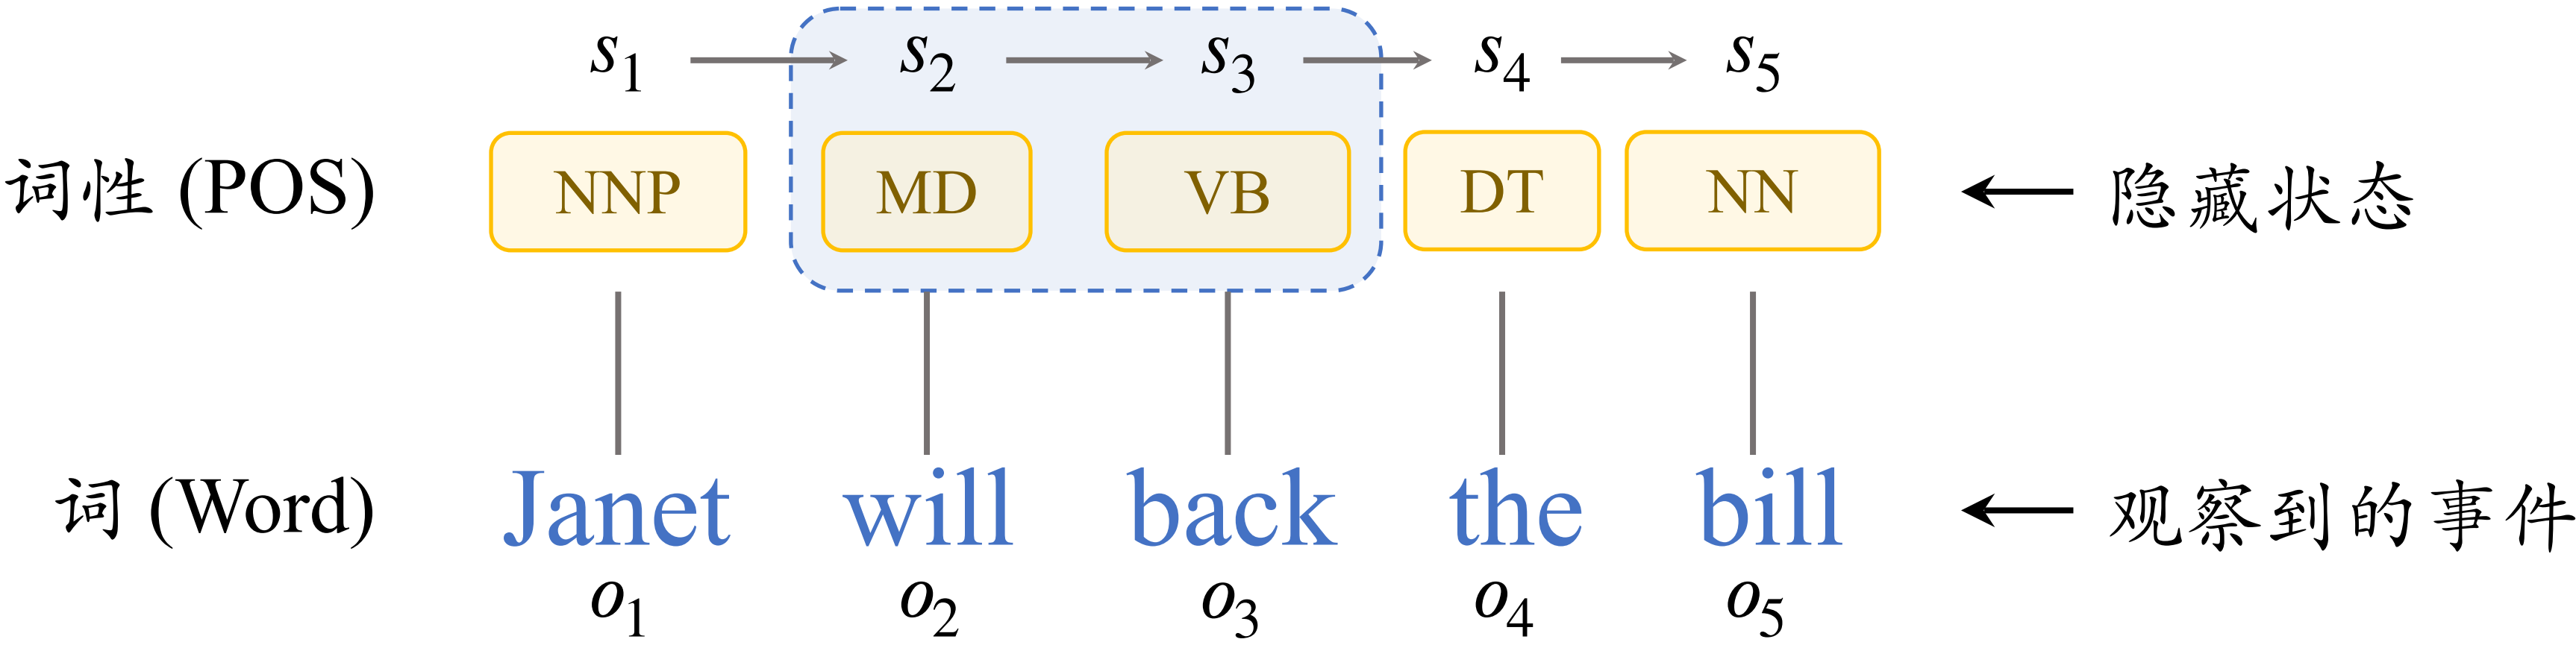 s1 s2 s3 s4 s5
词性 (POS) NNP MD VB DT NN 隐藏状态
词 (Word) Janet will back the bill 观察到的事件
o1 o2 o3 o4 o5